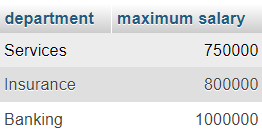 department maximum salary
Services 750000
Insurance 800000
Banking 1000000